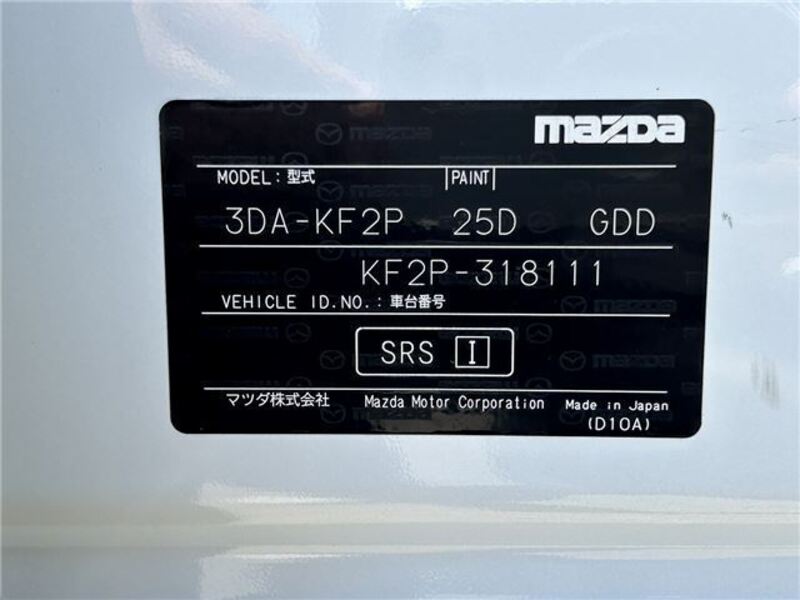 mazda
MODEL : 型式 PAINT
3DA-KF2P 25D GDD
KF2P-318111
VEHICLE ID.NO. : 車台番号
SRS I
マツダ株式会社 Mazda Motor Corporation Made in Japan
(D10A)